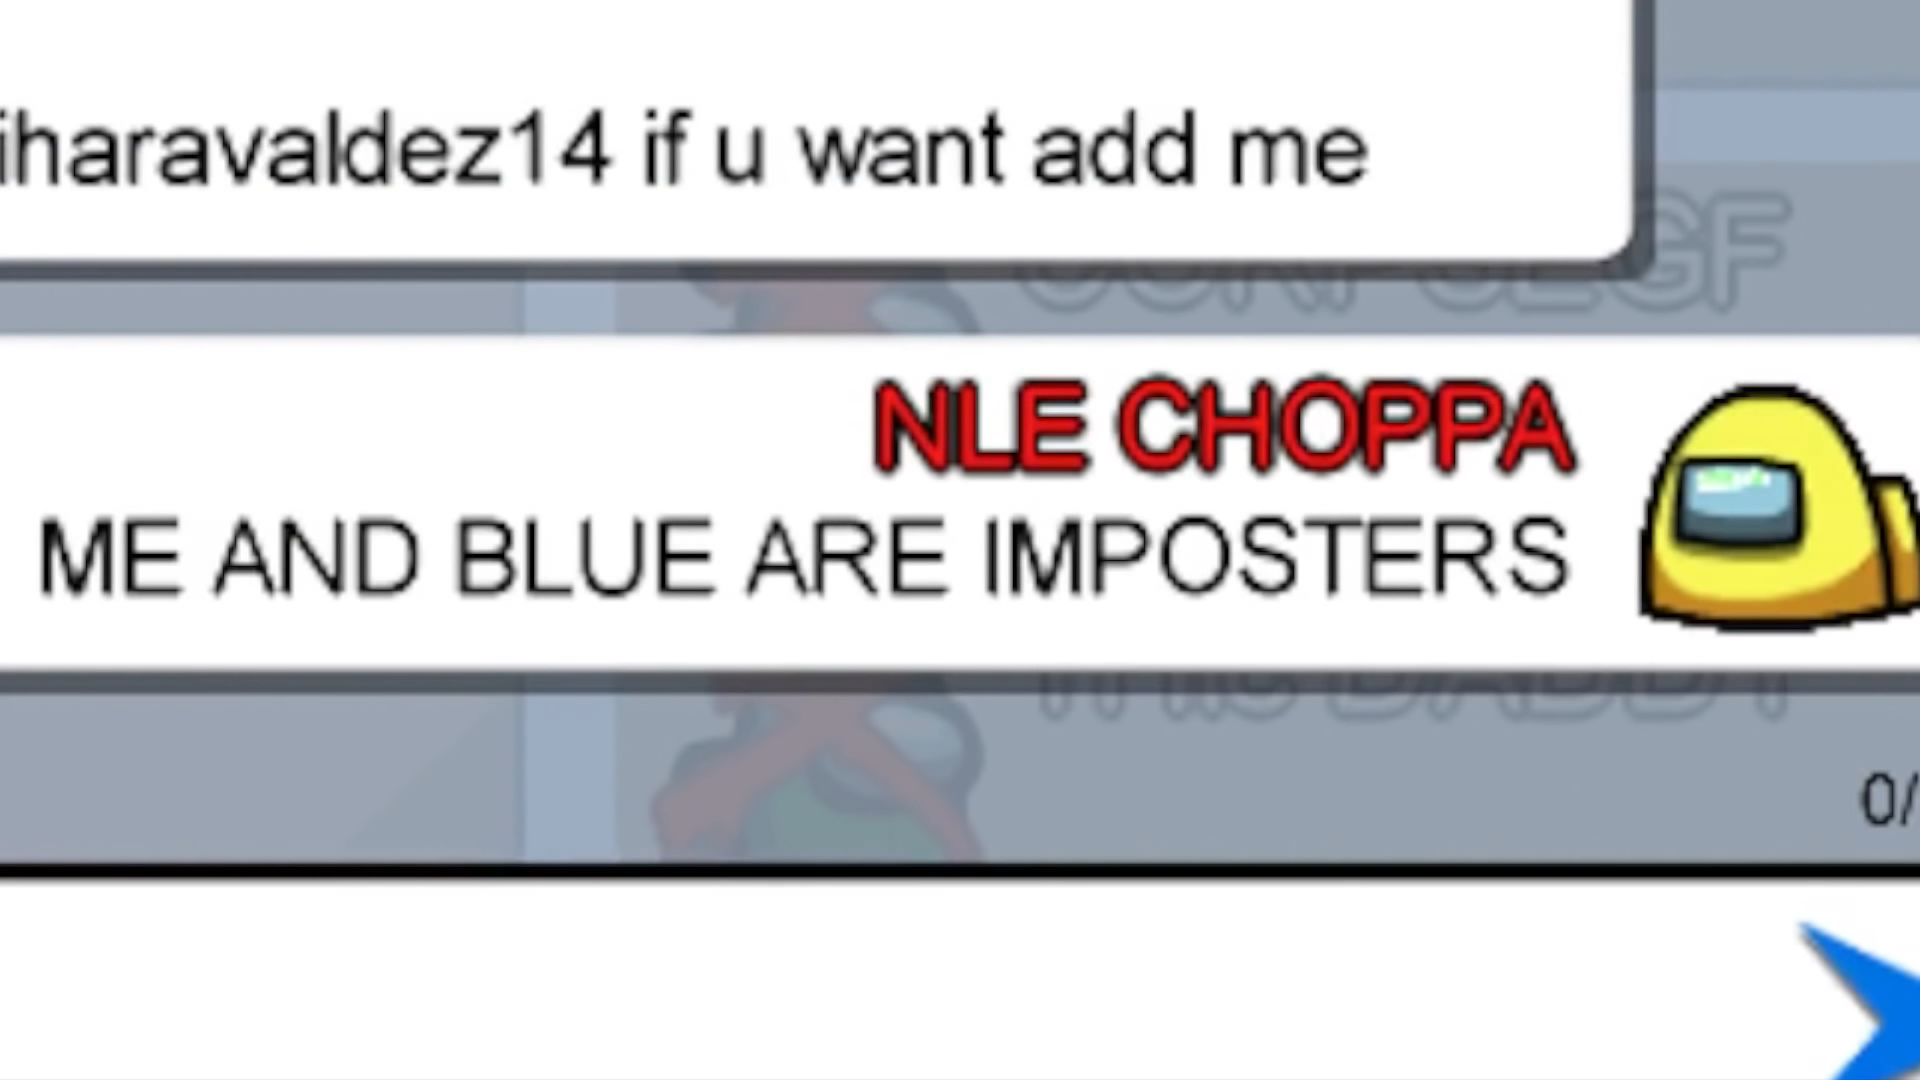 iharavaldez14 if u want add me
NLE CHOPPA
ME AND BLUE ARE IMPOSTERS
0/